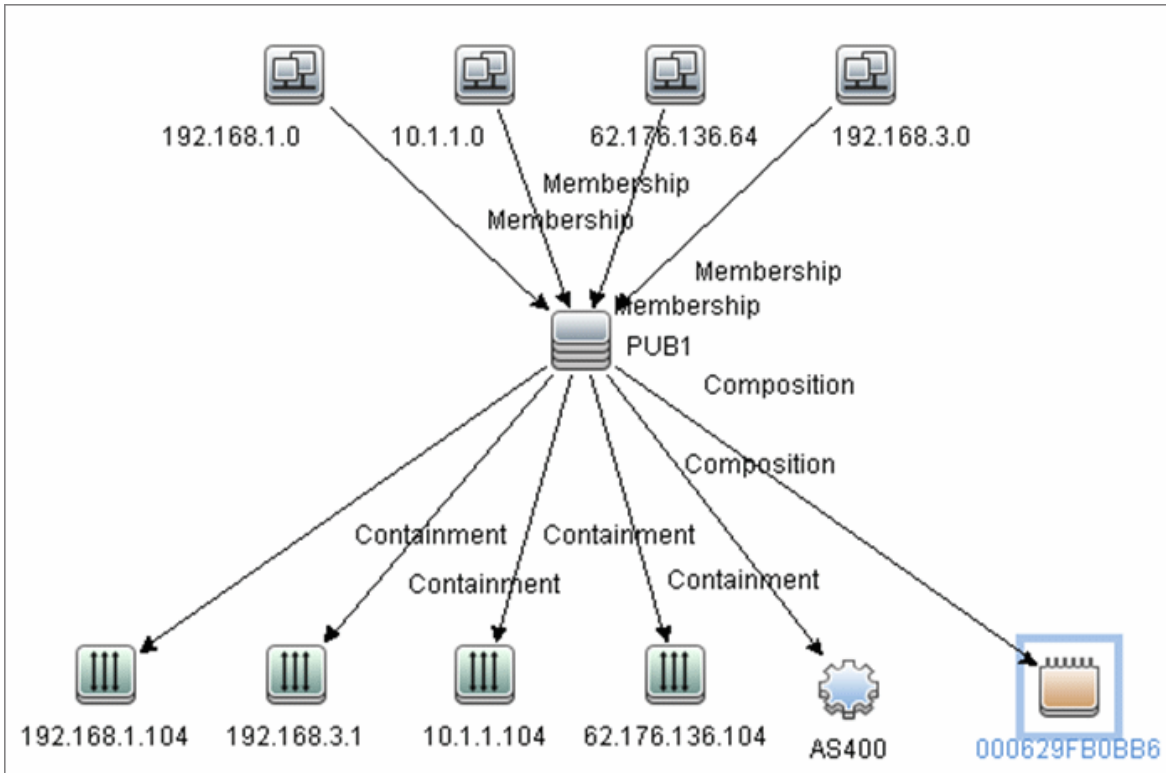 192.168.1.0
10.1.1.0
62.176.136.64
192.168.3.0
Membership
Membership
Membership
Membership
PUB1
Composition
Composition
Containment
Containment
Containment
Containment
192.168.1.104
192.168.3.1
10.1.1.104
62.176.136.104
AS400
000629FB0BB6